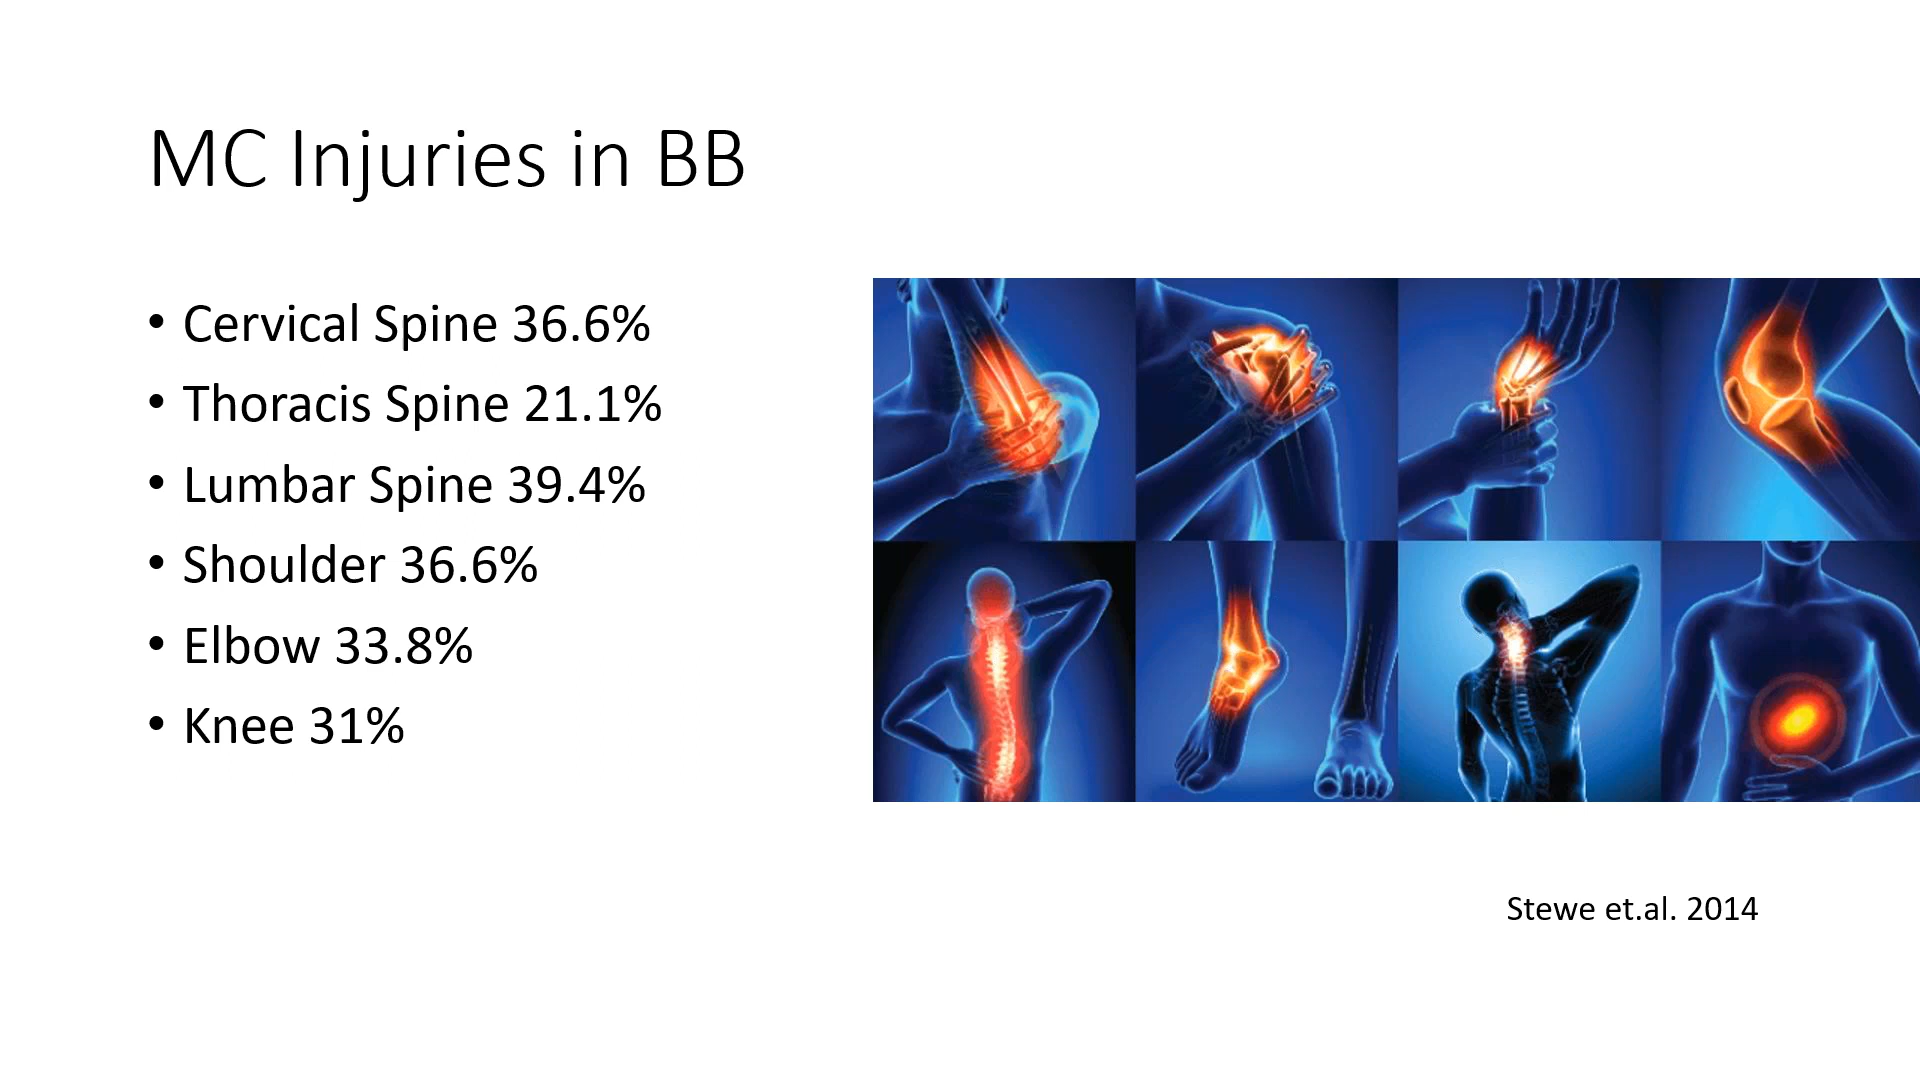 MC Injuries in BB
• Cervical Spine 36.6%
• Thoracis Spine 21.1%
• Lumbar Spine 39.4%
• Shoulder 36.6%
• Elbow 33.8%
• Knee 31%
Stewe et.al. 2014